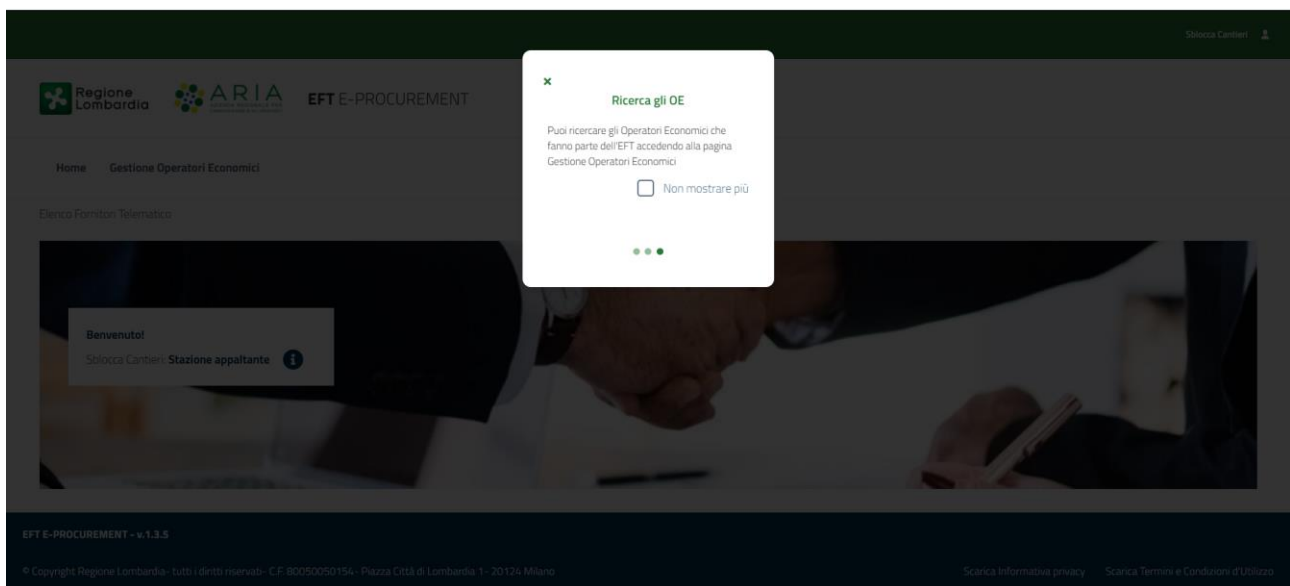 Sblocca Cantieri
Regione
Lombardia
ARIA
EFT E-PROCUREMENT
Home Gestione Operatori Economici
Elenco Fornitori Telematico
×
Ricerca gli OE
Puoi ricercare gli Operatori Economici che
fanno parte dell'EFT accedendo alla pagina
Gestione Operatori Economici
Non mostrare più
Benvenuto!
Sblocca Cantieri: Stazione appaltante
EFT E-PROCUREMENT - v.1.3.5
© Copyright Regione Lombardia- tutti i diritti riservati- C.F. 80050050154- Piazza Città di Lombardia 1- 20124 Milano
Scarica Informativa privacy Scarica Termini e Condizioni d'Utilizzo